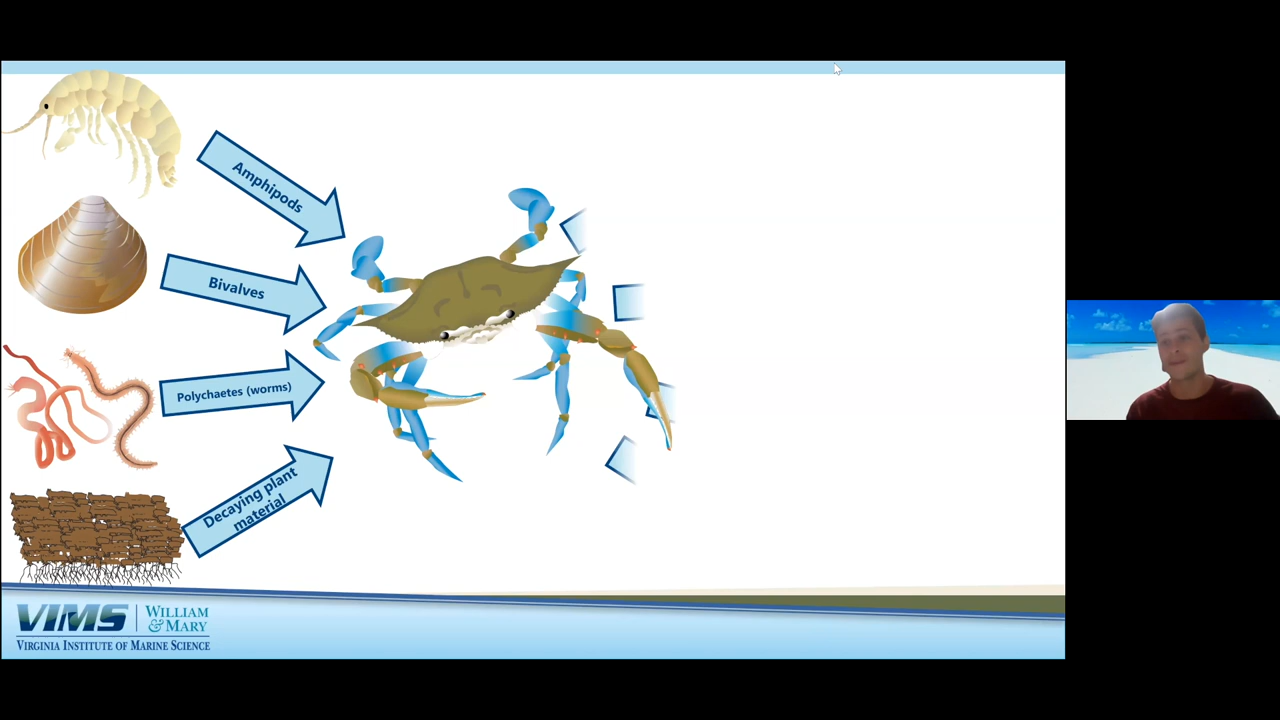 Amphipods
Bivalves
Polychaetes (worms)
Decaying plant
material
VIMS
WILLIAM
& MARY
VIRGINIA INSTITUTE OF MARINE SCIENCE